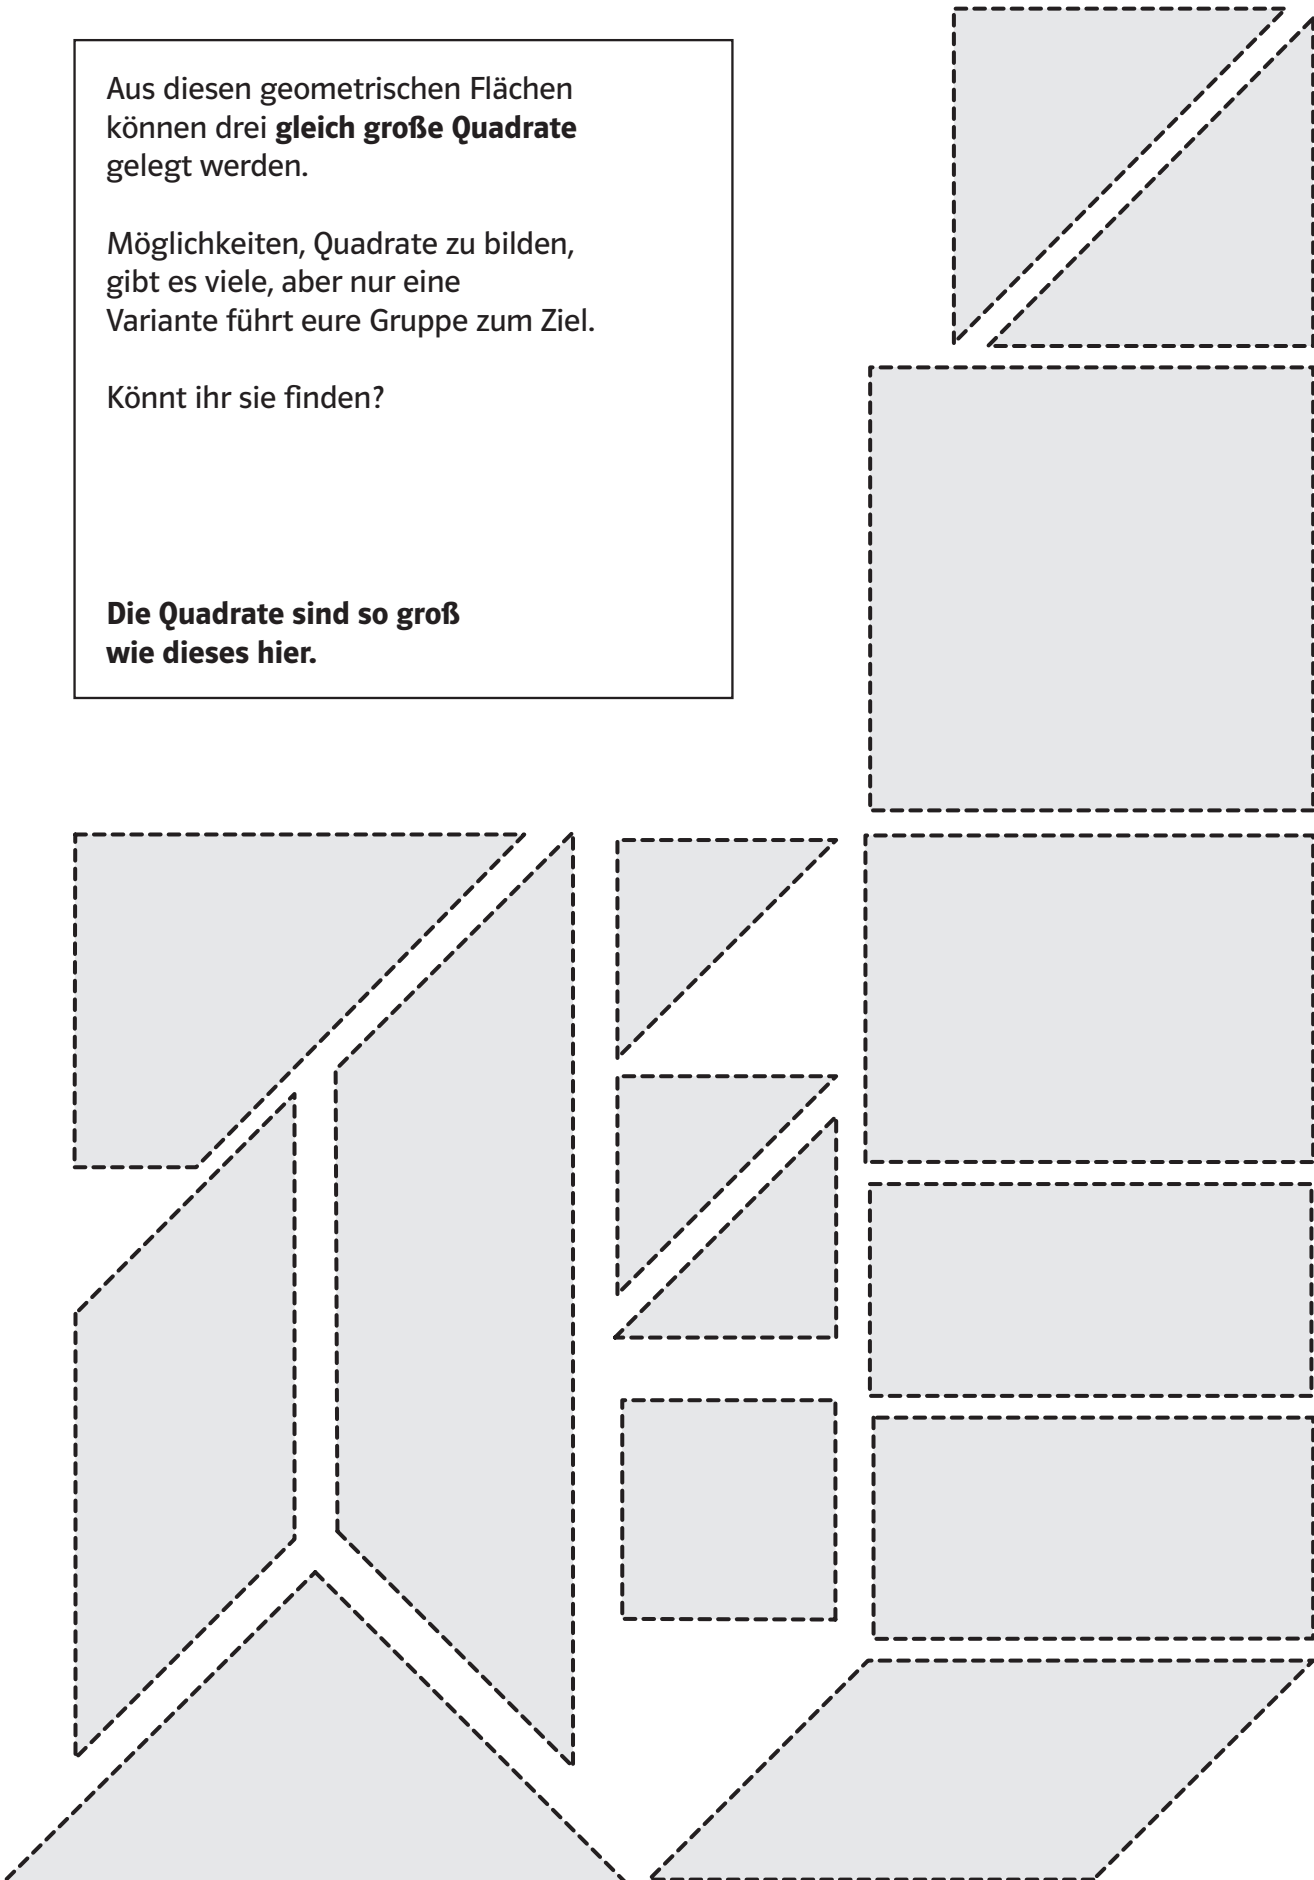 Aus diesen geometrischen Flächen
können drei gleich große Quadrate
gelegt werden.
Möglichkeiten, Quadrate zu bilden,
gibt es viele, aber nur eine
Variante führt eure Gruppe zum Ziel.
Könnt ihr sie finden?
Die Quadrate sind so groß
wie dieses hier.